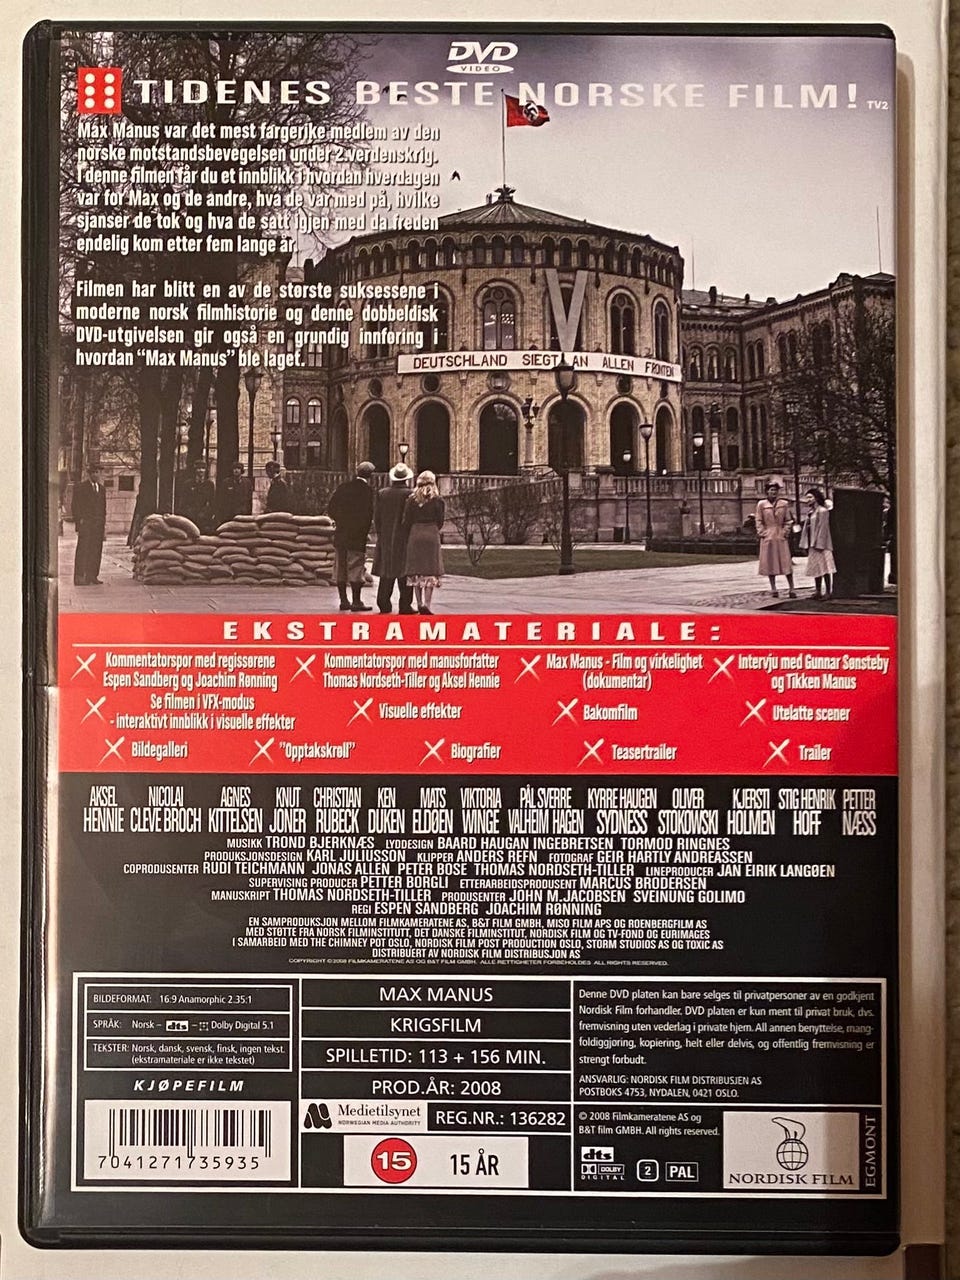 DVD
VIDEO
TIDENES BESTE NORSKE FILM! TV2
Max Manus var det mest fargerike medlem av den
norske motstandsbevegelsen under 2.verdenskrig.
I denne filmen får du et innblikk i hvordan hverdagen
var for Max og de andre, hva de var med på, hvilke
sjanser de tok og hva de satt igjen med da freden
endelig kom etter fem lange år.
Filmen har blitt en av de største suksessene i
moderne norsk filmhistorie og denne dobbeldisk
DVD-utgivelsen gir også en grundig innføring i
hvordan “Max Manus” ble laget.
V
DEUTSCHLAND SIEGT AN ALLEN FRONTEN
EKSTRAMATERIALE:
Kommentatorspor med regissørene
Espen Sandberg og Joachim Rønning
Kommentatorspor med manusforfatter
Thomas Nordseth-Tiller og Aksel Hennie
Max Manus - Film og virkelighet
(dokumentar)
Intervju med Gunnar Sønsteby
og Tikken Manus
Se filmen i VFX-modus
- interaktivt innblikk i visuelle effekter
Visuelle effekter
Bakomfilm
Utelatte scener
Bildegalleri
"Opptakskroll"
Biografier
Teasertrailer
Trailer
AKSEL HENNIE NICOLAI CLEVE BROCH AGNES KITTELSEN KNUT JONER CHRISTIAN RUBECK KEN DUKEN MATS ELDØEN VIKTORIA WINGE PÅL SVERRE VALHEIM HAGEN KYRRE HAUGEN SYDNESS OLIVER STOKOWSKI KJERSTI HOLMEN STIG HENRIK HOFF PETTER NÆSS
MUSIKK TROND BJERKNÆS LYDDESIGN BAARD HAUGAN INGEBRETSEN TORMOD RINGNES
PRODUKSJONSDESIGN KARL JULIUSSON KLIPPER ANDERS REFN FOTOGRAF GEIR HARTLY ANDREASSEN
COPRODUSENTER RUDI TEICHMANN JONAS ALLEN PETER BOSE THOMAS NORDSETH-TILLER LINEPRODUCER JAN EIRIK LANGØEN
SUPERVISING PRODUCER PETTER BORGLI ETTERARBEIDSPRODUSENT MARCUS BRODERSEN
MANUSKRIPT THOMAS NORDSETH-TILLER PRODUSENTER JOHN M.JACOBSEN SVEINUNG GOLIMO
REGI ESPEN SANDBERG JOACHIM RØNNING
EN SAMPRODUKSJON MELLOM FILMKAMERATENE AS, B&T FILM GMBH, MISO FILM APS OG ROENBERGFILM AS
MED STØTTE FRA NORSK FILMINSTITUTT, DET DANSKE FILMINSTITUT, NORDISK FILM OG TV-FOND OG EURIMAGES
I SAMARBEID MED THE CHIMNEY POT OSLO, NORDISK FILM POST PRODUCTION OSLO, STORM STUDIOS AS OG TOXIC AS
DISTRIBUERT AV NORDISK FILM DISTRIBUSJON AS
COPYRIGHT ©2008 FILMKAMERATENE AS OG B&T FILM GMBH. ALLE RETTIGHETER FORBEHOLDES ALL RIGHTS RESERVED.
BILDEFORMAT: 16:9 Anamorphic 2.35:1
SPRÅK: Norsk – dts – Dolby Digital 5.1
TEKSTER: Norsk, dansk, svensk, finsk, ingen tekst.
(ekstramateriale er ikke tekstet)
KJØPEFILM
7041271735935
MAX MANUS
KRIGSFILM
SPILLETID: 113 + 156 MIN.
PROD.ÅR: 2008
Medietilsynet
NORWEGIAN MEDIA AUTHORITY
REG.NR.: 136282
15
15 ÅR
Denne DVD platen kan bare selges til privatpersoner av en godkjent
Nordisk Film forhandler. DVD platen er kun ment til privat bruk, dvs.
fremvisning uten vederlag i private hjem. All annen benyttelse, mang-
foldiggjøring, kopiering, helt eller delvis, og offentlig fremvisning er
strengt forbudt.
ANSVARLIG: NORDISK FILM DISTRIBUSJEN AS
POSTBOKS 4753, NYDALEN, 0421 OSLO.
© 2008 Filmkameratene AS og
B&T film GMBH. All rights reserved.
dts
DOLBY
DIGITAL
2
PAL
NORDISK FILM
EGMONT